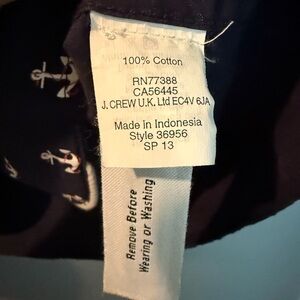 100% Cotton
RN77388
CA56445
J. CREW U.K. Ltd EC4V 6JA
Made in Indonesia
Style 36956
SP 13
Remove Before
Wearing or Washing